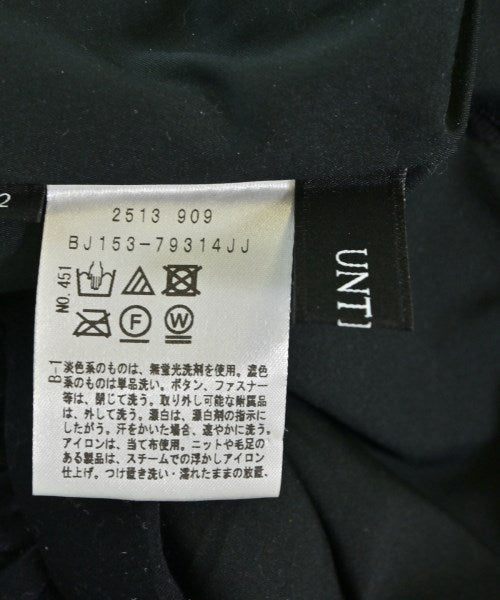 2
2513 909
BJ153-79314JJ
NO. 451
F
W
B-1
淡色系のものは、無蛍光洗剤を使用。濃色
系のものは単品洗い。ボタン、ファスナー
等は、閉じて洗う。取り外し可能な附属品
は、外して洗う。漂白は、漂白剤の指示に
したがう。汗をかいた場合、速やかに洗う。
アイロンは、当て布使用。ニットや毛足の
ある製品は、スチームでの浮かしアイロン
仕上げ。つけ置き洗い・濡れたままの放置、
UNT